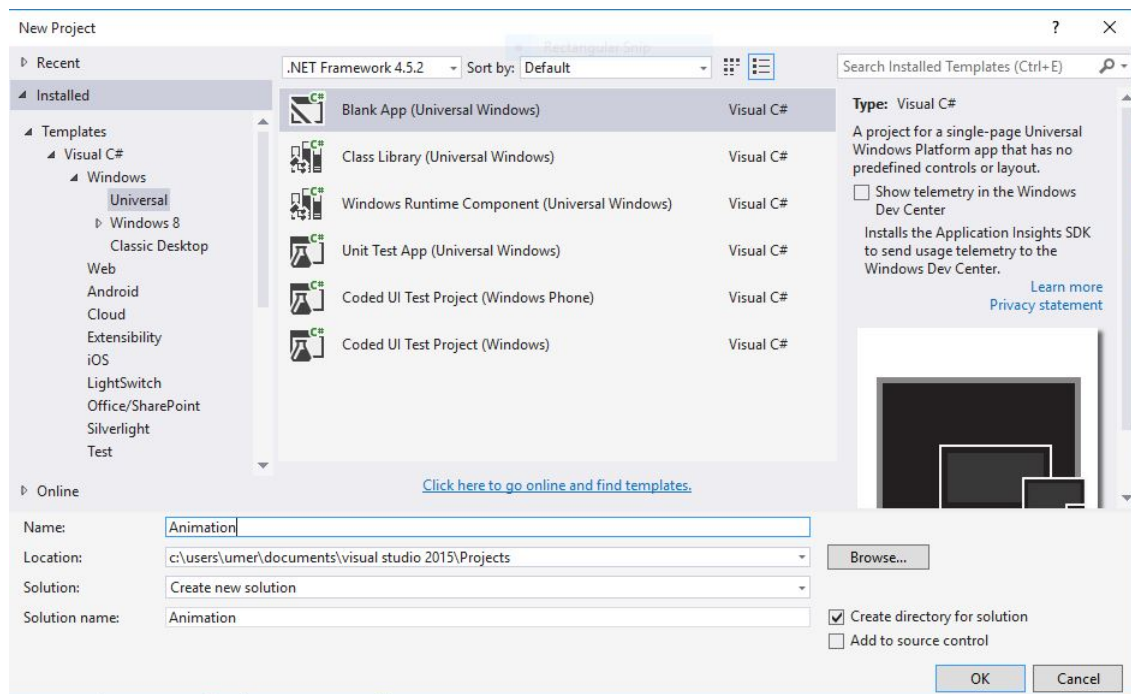 New Project
Rectangular Snip
Recent
.NET Framework 4.5.2
Sort by: Default
Search Installed Templates (Ctrl+E)
Installed
Templates
Visual C#
Windows
Universal
Windows 8
Classic Desktop
Web
Android
Cloud
Extensibility
iOS
LightSwitch
Office/SharePoint
Silverlight
Test
Online
C# Blank App (Universal Windows) Visual C#
C# Class Library (Universal Windows) Visual C#
C# Windows Runtime Component (Universal Windows) Visual C#
C# Unit Test App (Universal Windows) Visual C#
C# Coded UI Test Project (Windows Phone) Visual C#
C# Coded UI Test Project (Windows) Visual C#
Click here to go online and find templates.
Type: Visual C#
A project for a single-page Universal
Windows Platform app that has no
predefined controls or layout.
Show telemetry in the Windows
Dev Center
Installs the Application Insights SDK
to send usage telemetry to the
Windows Dev Center.
Learn more
Privacy statement
Name: Animation
Location: c:\users\umer\documents\visual studio 2015\Projects
Browse...
Solution: Create new solution
Solution name: Animation
Create directory for solution
Add to source control
OK Cancel